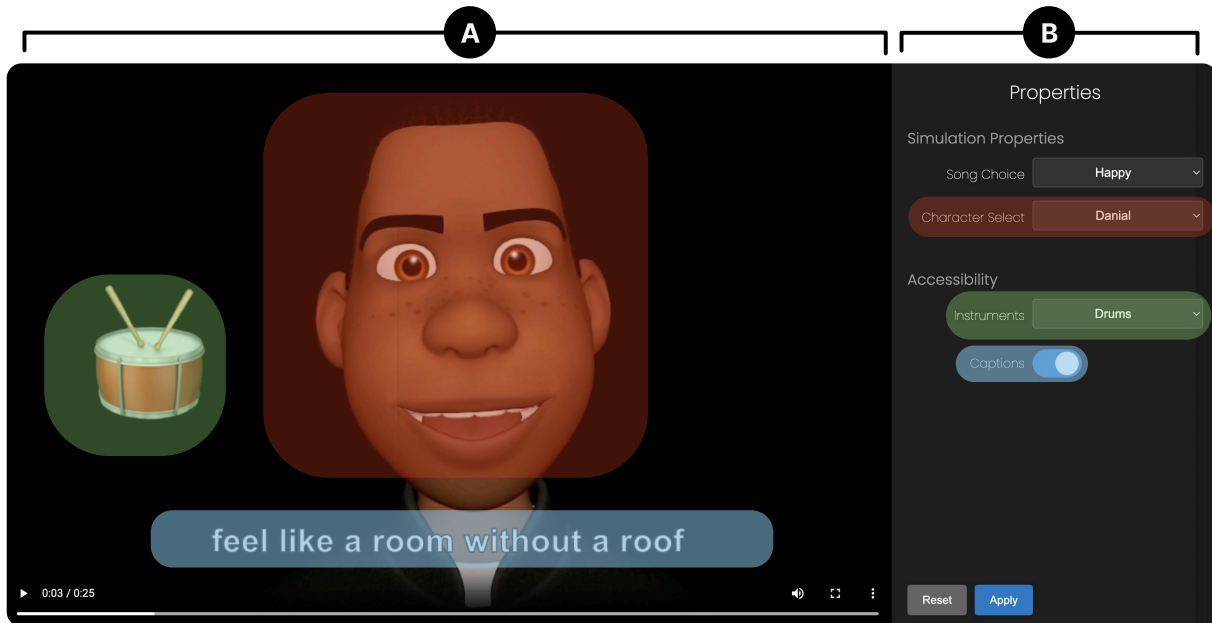 A
B
Properties
Simulation Properties
Song Choice Happy
Character Select Danial
Accessibility
Instruments Drums
Captions
feel like a room without a roof
0:03 / 0:25
Reset Apply